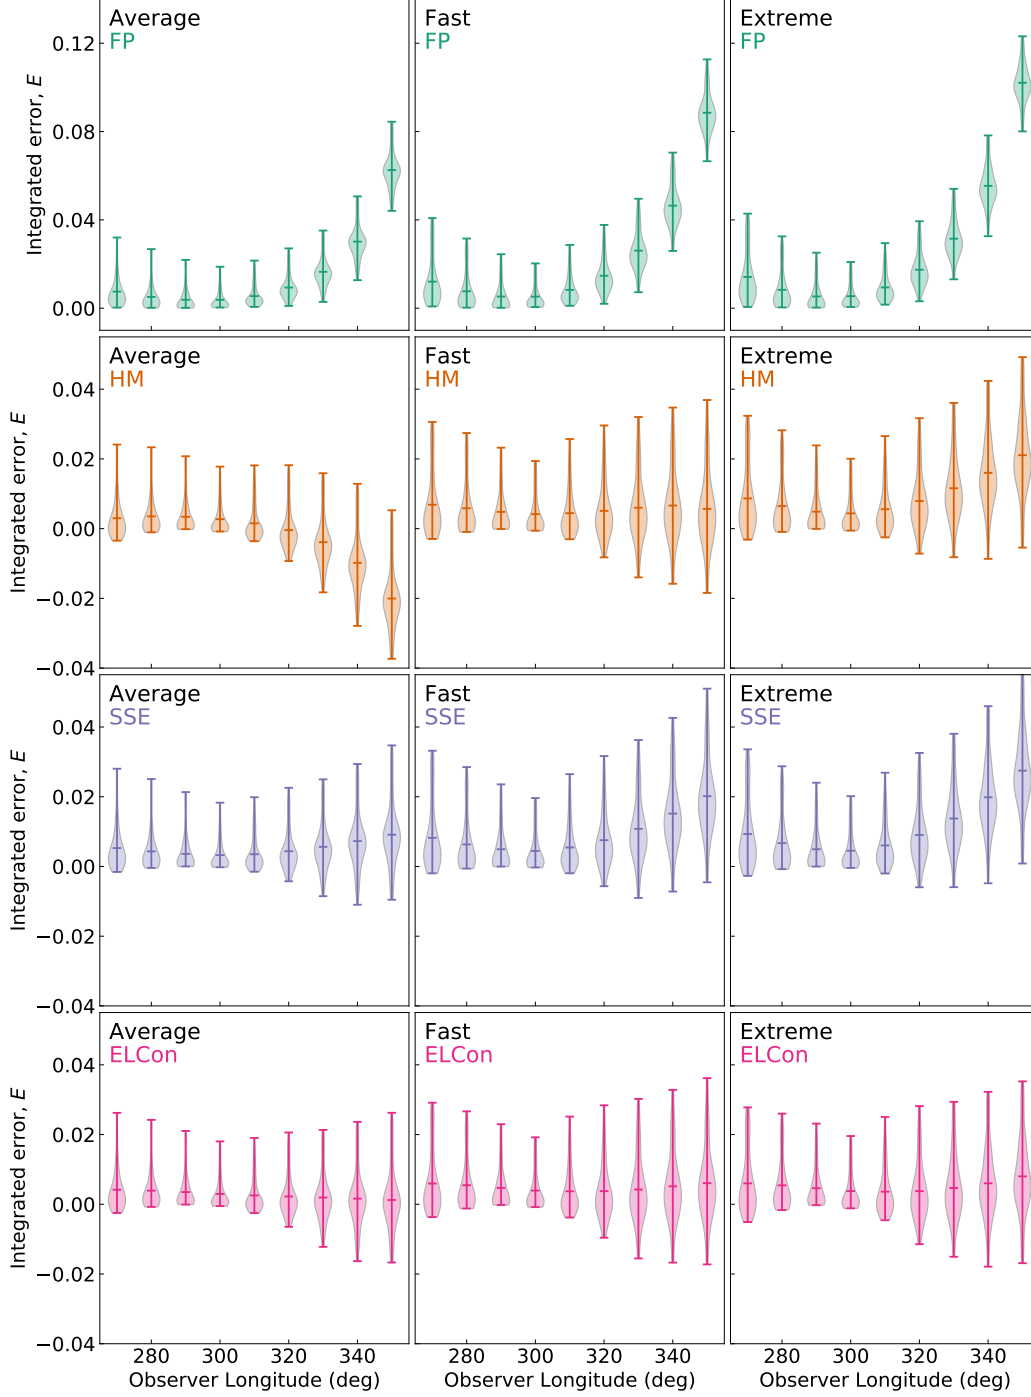 Average
FP
Fast
FP
Extreme
FP
0.12
0.08
0.04
0.00
Integrated error, E
Average
HM
Fast
HM
Extreme
HM
0.04
0.02
0.00
−0.02
−0.04
Integrated error, E
Average
SSE
Fast
SSE
Extreme
SSE
0.04
0.02
0.00
−0.02
−0.04
Integrated error, E
Average
ELCon
Fast
ELCon
Extreme
ELCon
0.04
0.02
0.00
−0.02
−0.04
Integrated error, E
280 300 320 340
280 300 320 340
280 300 320 340
Observer Longitude (deg)
Observer Longitude (deg)
Observer Longitude (deg)